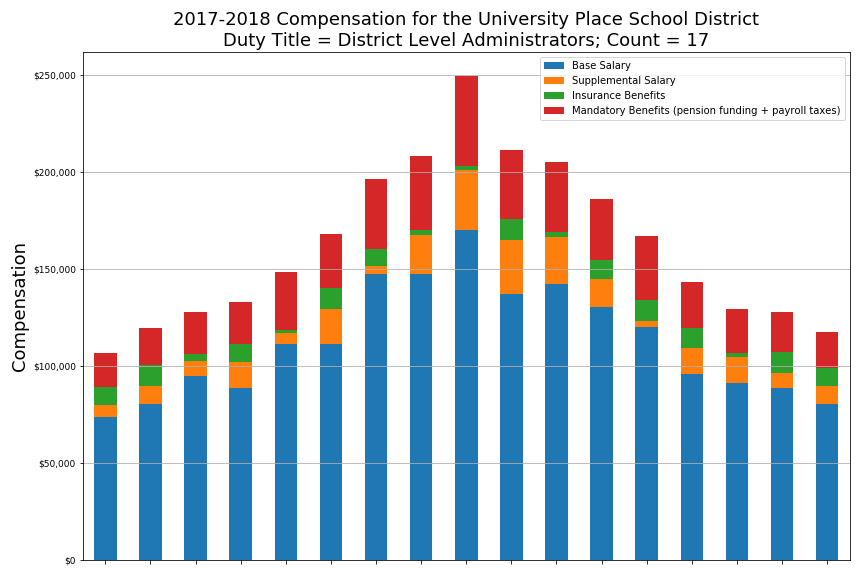 2017-2018 Compensation for the University Place School District
Duty Title = District Level Administrators; Count = 17
Base Salary
Supplemental Salary
Insurance Benefits
Mandatory Benefits (pension funding + payroll taxes)
Compensation
$250,000
$200,000
$150,000
$100,000
$50,000
$0